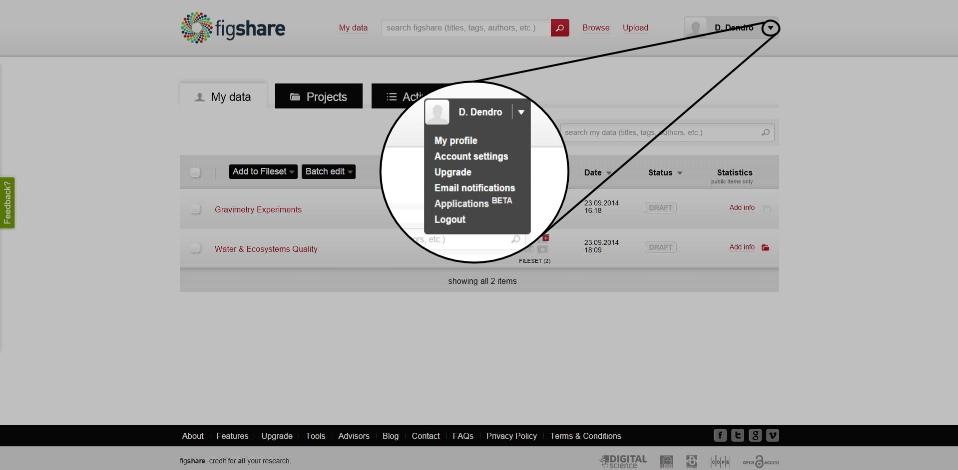 figshare
My data
search figshare (titles, tags, authors, etc.)
Browse
Upload
D. Dendro
My data
Projects
Acti
D. Dendro
My profile
Account settings
Upgrade
Email notifications
Applications BETA
Logout
rs, etc.)
search my data (titles, tags, authors, etc.)
Add to Fileset
Batch edit
Date
Status
Statistics
public items only
Gravimetry Experiments
23.09.2014
16:18
DRAFT
Add info
Water & Ecosystems Quality
FILESET (2)
23.09.2014
18:09
DRAFT
Add info
showing all 2 items
Feedback?
About Features Upgrade Tools Advisors Blog Contact FAQs Privacy Policy Terms & Conditions
figshare. credit for all your research.
DIGITAL
science
OPEN ACCESS